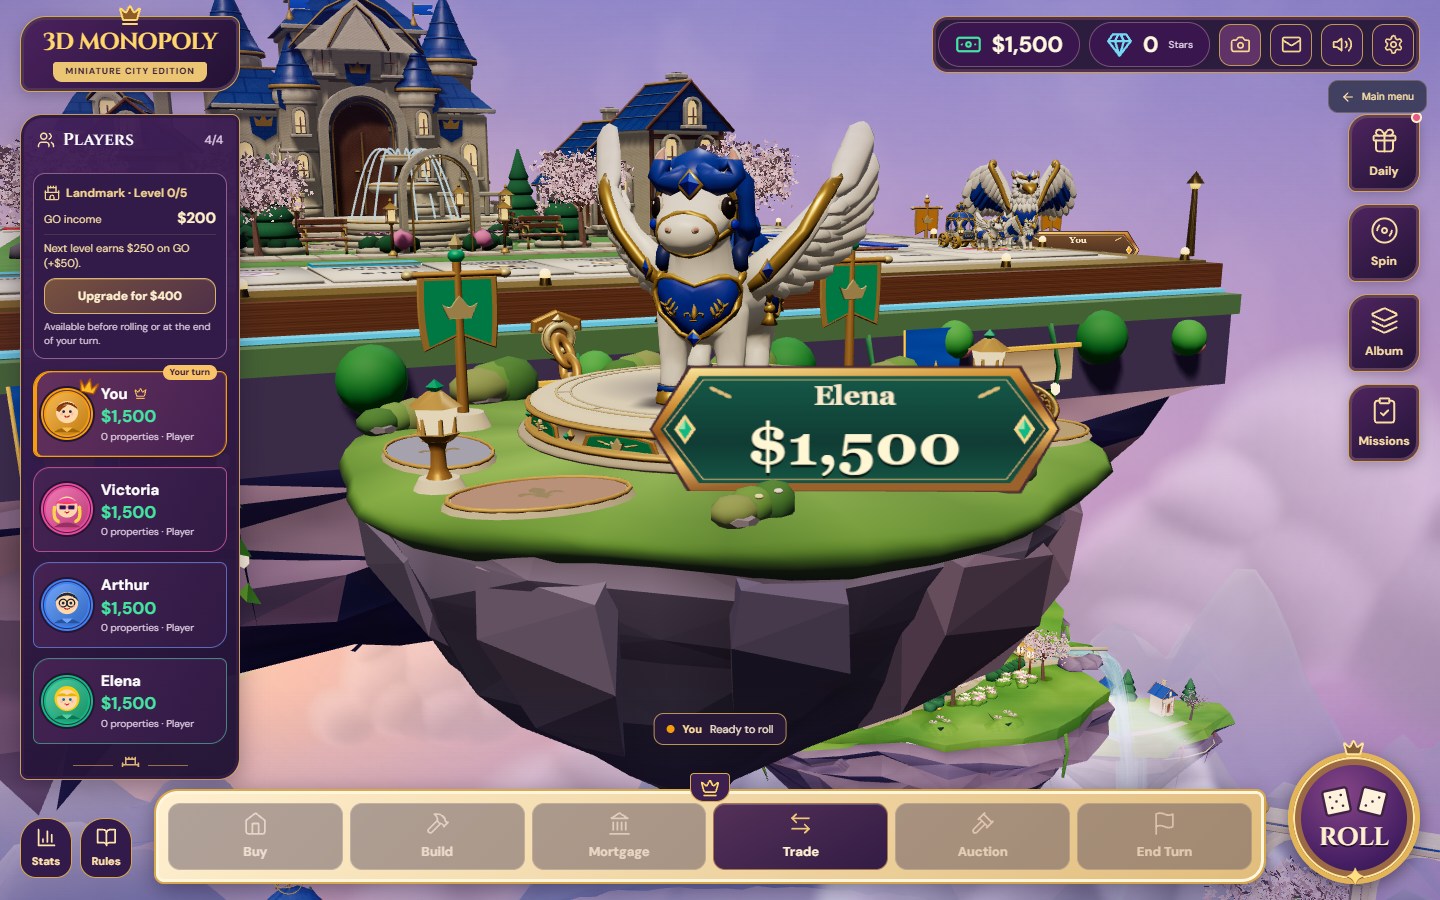 3D MONOPOLY
MINIATURE CITY EDITION
$1,500
0 Stars
Main menu
PLAYERS 4/4
Landmark · Level 0/5
GO income $200
Next level earns $250 on GO
(+$50).
Upgrade for $400
Available before rolling or at the end
of your turn.
Your turn
You
$1,500
0 properties · Player
Victoria
$1,500
0 properties · Player
Arthur
$1,500
0 properties · Player
Elena
$1,500
0 properties · Player
You
Elena
$1,500
Daily
Spin
Album
Missions
You Ready to roll
Stats
Rules
Buy
Build
Mortgage
Trade
Auction
End Turn
ROLL